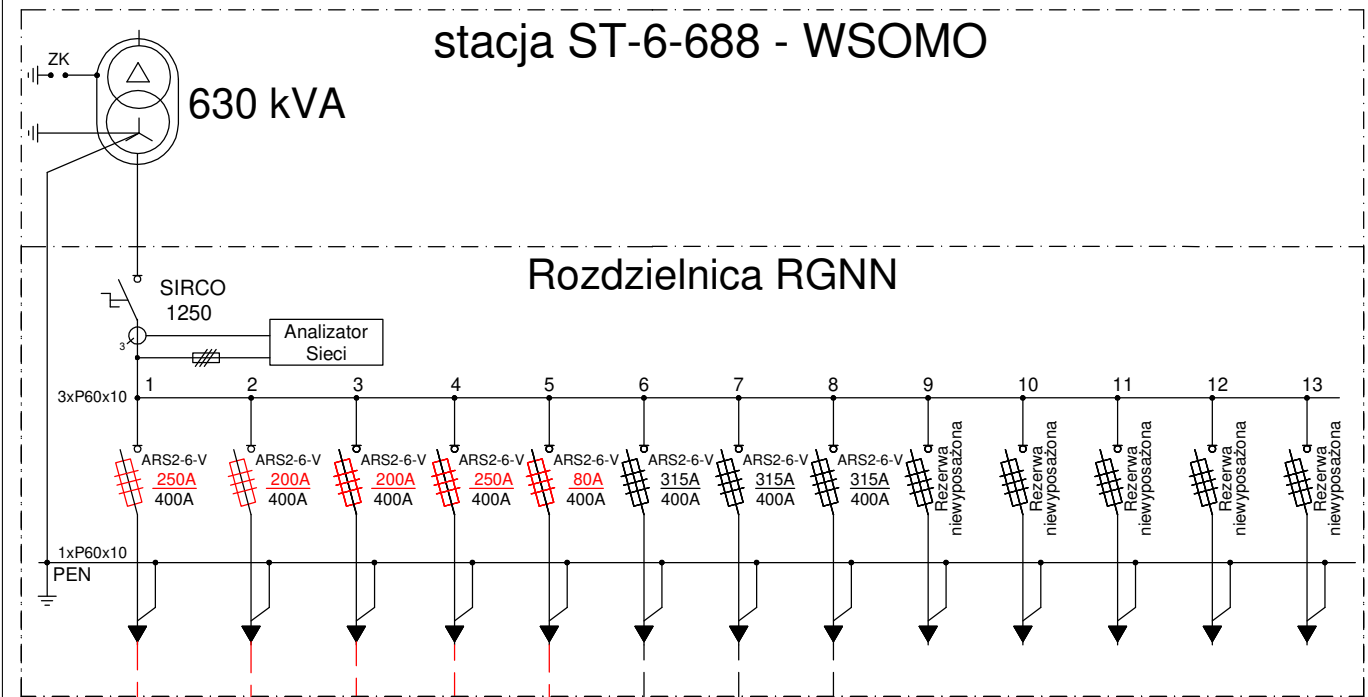 stacja ST-6-688 - WSOMO
ZK
630 kVA
Rozdzielnica RGNN
SIRCO
1250
3
Analizator
Sieci
3xP60x10
1
2
3
4
5
6
7
8
9
10
11
12
13
ARS2-6-V
250A
400A
ARS2-6-V
200A
400A
ARS2-6-V
200A
400A
ARS2-6-V
250A
400A
ARS2-6-V
80A
400A
ARS2-6-V
315A
400A
ARS2-6-V
315A
400A
ARS2-6-V
315A
400A
Rezerwa
niewyposażona
Rezerwa
niewyposażona
Rezerwa
niewyposażona
Rezerwa
niewyposażona
Rezerwa
niewyposażona
1xP60x10
PEN